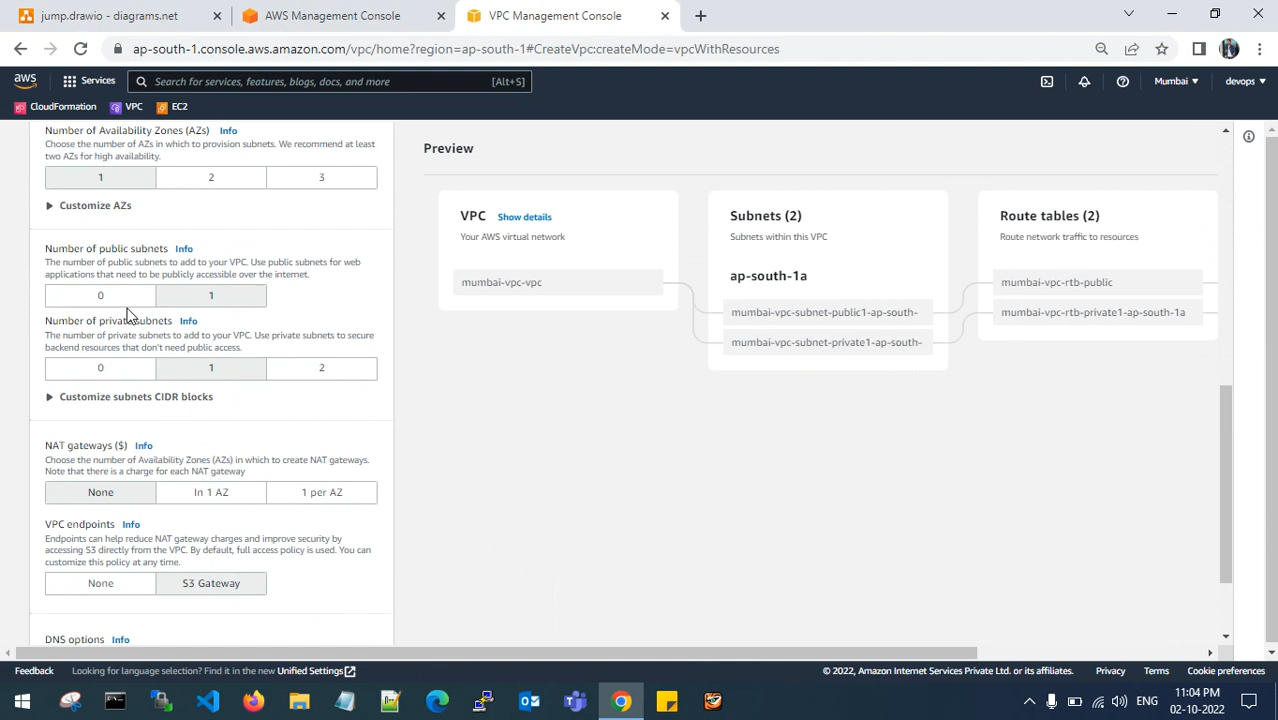 jump.drawio - diagrams.net
AWS Management Console
VPC Management Console
ap-south-1.console.aws.amazon.com/vpc/home?region=ap-south-1#CreateVpc:createMode=vpcWithResources
aws
Services
Search for services, features, blogs, docs, and more
[Alt+S]
Mumbai
devops
CloudFormation
VPC
EC2
Number of Availability Zones (AZs) Info
Choose the number of AZs in which to provision subnets. We recommend at least
two AZs for high availability.
1 2 3
Customize AZs
Number of public subnets Info
The number of public subnets to add to your VPC. Use public subnets for web
applications that need to be publicly accessible over the internet.
0 1
Number of private subnets Info
The number of private subnets to add to your VPC. Use private subnets to secure
backend resources that don't need public access.
0 1 2
Customize subnets CIDR blocks
NAT gateways ($) Info
Choose the number of Availability Zones (AZs) in which to create NAT gateways.
Note that there is a charge for each NAT gateway
None In 1 AZ 1 per AZ
VPC endpoints Info
Endpoints can help reduce NAT gateway charges and improve security by
accessing S3 directly from the VPC. By default, full access policy is used. You can
customize this policy at any time.
None S3 Gateway
DNS options Info
Preview
VPC Show details
Your AWS virtual network
mumbai-vpc-vpc
Subnets (2)
Subnets within this VPC
ap-south-1a
mumbai-vpc-subnet-public1-ap-south-
mumbai-vpc-subnet-private1-ap-south-
Route tables (2)
Route network traffic to resources
mumbai-vpc-rtb-public
mumbai-vpc-rtb-private1-ap-south-1a
Feedback
Looking for language selection? Find it in the new Unified Settings
© 2022, Amazon Internet Services Private Ltd. or its affiliates.
Privacy
Terms
Cookie preferences
ENG
11:04 PM
02-10-2022